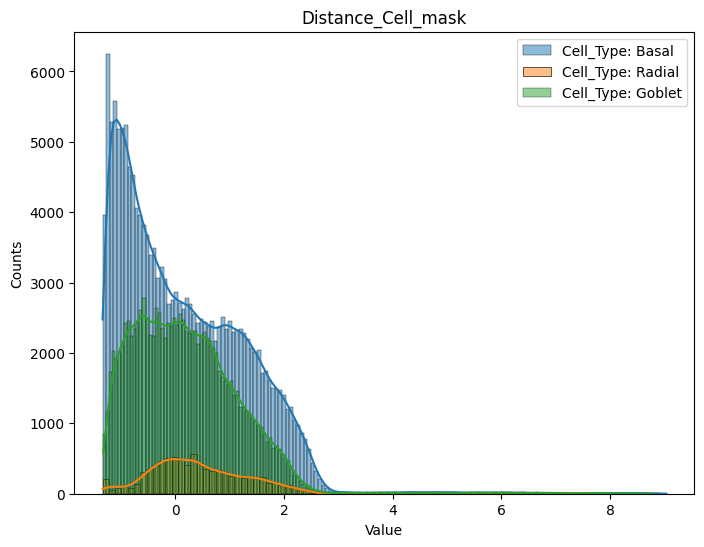 Distance_Cell_mask
Cell_Type: Basal
Cell_Type: Radial
Cell_Type: Goblet
Counts
6000
5000
4000
3000
2000
1000
0
0 2 4 6 8
Value